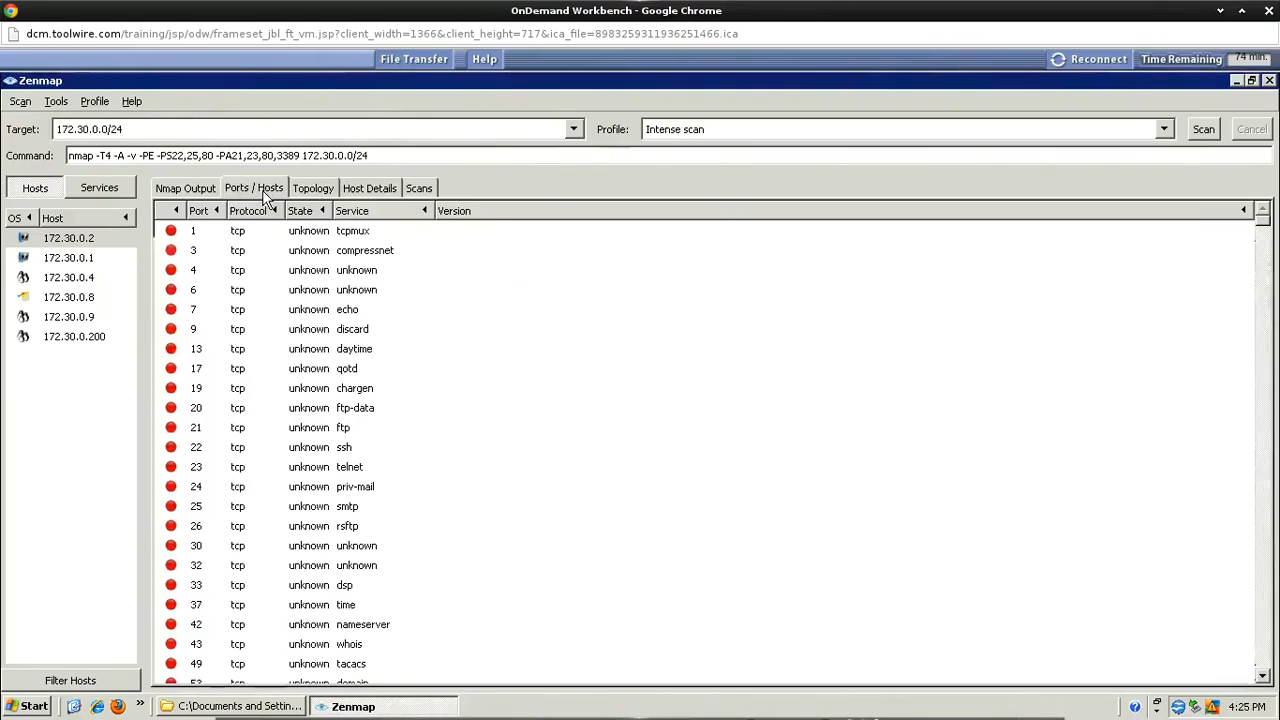 OnDemand Workbench - Google Chrome
dcm.toolwire.com/training/jsp/odw/frameset_jbl_ft_vm.jsp?client_width=1366&client_height=717&ica_file=8983259311936251466.ica
File Transfer Help Reconnect Time Remaining 74 min.
Zenmap
Scan Tools Profile Help
Target: 172.30.0.0/24 Profile: Intense scan Scan Cancel
Command: nmap -T4 -A -v -PE -PS22,25,80 -PA21,23,80,3389 172.30.0.0/24
Hosts Services Nmap Output Ports / Hosts Topology Host Details Scans
OS Host Port Protocol State Service Version
172.30.0.2 1 tcp unknown tcpmux
172.30.0.1 3 tcp unknown compressnet
172.30.0.4 4 tcp unknown unknown
172.30.0.8 6 tcp unknown unknown
172.30.0.9 7 tcp unknown echo
172.30.0.200 9 tcp unknown discard
13 tcp unknown daytime
17 tcp unknown qotd
19 tcp unknown chargen
20 tcp unknown ftp-data
21 tcp unknown ftp
22 tcp unknown ssh
23 tcp unknown telnet
24 tcp unknown priv-mail
25 tcp unknown smtp
26 tcp unknown rsftp
30 tcp unknown unknown
32 tcp unknown unknown
33 tcp unknown dsp
37 tcp unknown time
42 tcp unknown nameserver
43 tcp unknown whois
49 tcp unknown tacacs
53 tcp unknown domain
Filter Hosts
Start C:\Documents and Settin... Zenmap 4:25 PM